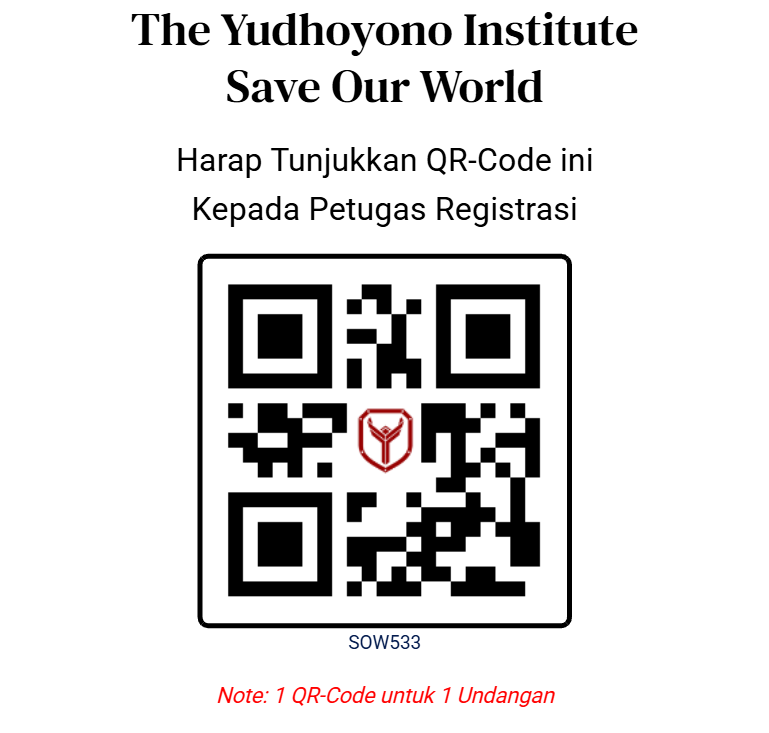 The Yudhoyono Institute
Save Our World
Harap Tunjukkan QR-Code ini
Kepada Petugas Registrasi
SOW533
Note: 1 QR-Code untuk 1 Undangan